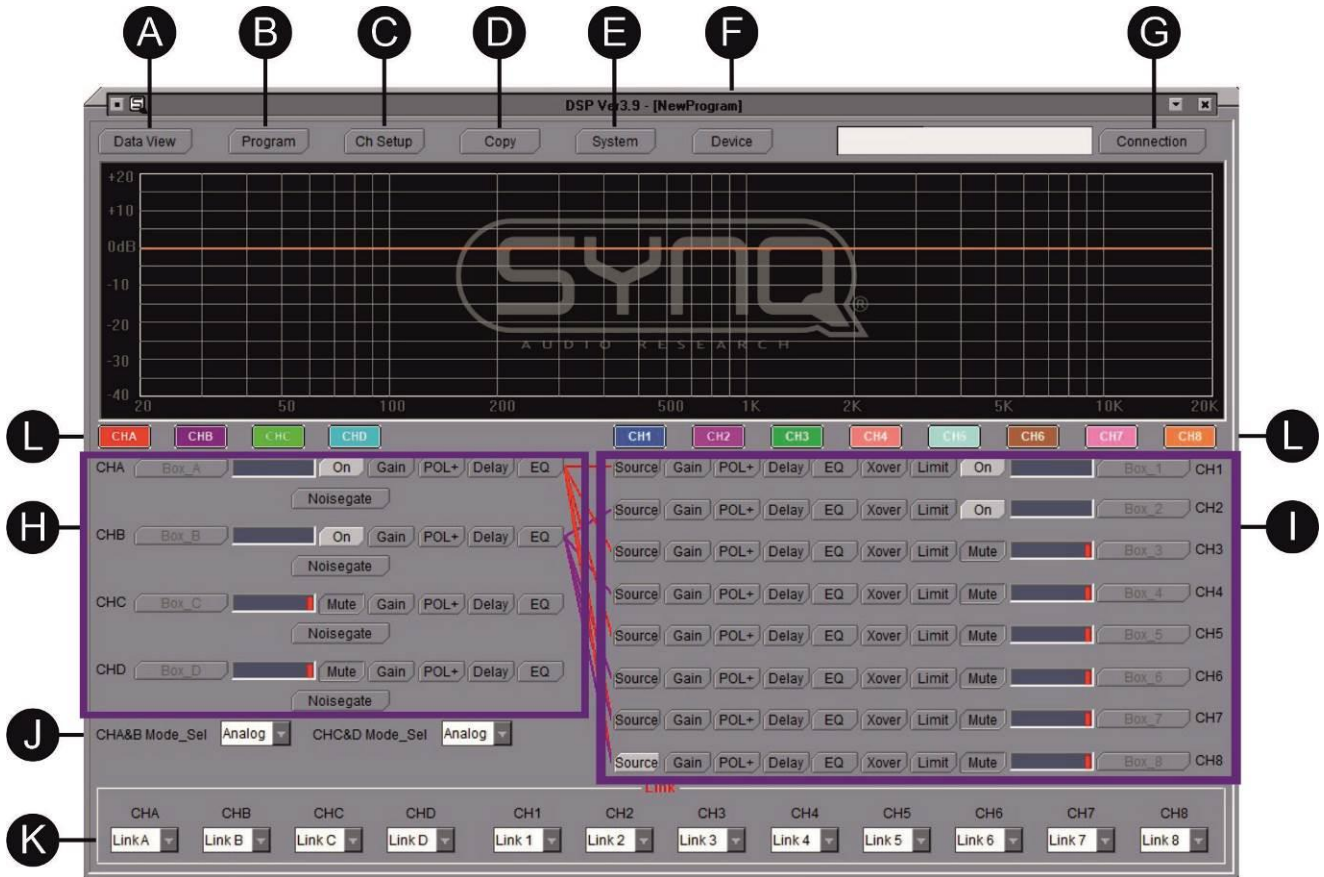 A B C D E F G
DSP Ver3.9 - [NewProgram]
Data View Program Ch Setup Copy System Device Connection
+20
+10
0dB
-10
-20
-30
-40
SYNQ ®
AUDIO RESEARCH
20 50 100 200 500 1K 2K 5K 10K 20K
L CHA CHB CHC CHD CH1 CH2 CH3 CH4 CH5 CH6 CH7 CH8 L
CHA Box_A On Gain POL+ Delay EQ
Noisegate
H
CHB Box_B On Gain POL+ Delay EQ
Noisegate
CHC Box_C Mute Gain POL+ Delay EQ
Noisegate
CHD Box_D Mute Gain POL+ Delay EQ
Noisegate
Source Gain POL+ Delay EQ Xover Limit On Box_1 CH1
Source Gain POL+ Delay EQ Xover Limit On Box_2 CH2
I
Source Gain POL+ Delay EQ Xover Limit Mute Box_3 CH3
Source Gain POL+ Delay EQ Xover Limit Mute Box_4 CH4
Source Gain POL+ Delay EQ Xover Limit Mute Box_5 CH5
Source Gain POL+ Delay EQ Xover Limit Mute Box_6 CH6
Source Gain POL+ Delay EQ Xover Limit Mute Box_7 CH7
Source Gain POL+ Delay EQ Xover Limit Mute Box_8 CH8
J CHA&B Mode_Sel Analog CHC&D Mode_Sel Analog
Link
CHA CHB CHC CHD CH1 CH2 CH3 CH4 CH5 CH6 CH7 CH8
K Link A Link B Link C Link D Link 1 Link 2 Link 3 Link 4 Link 5 Link 6 Link 7 Link 8